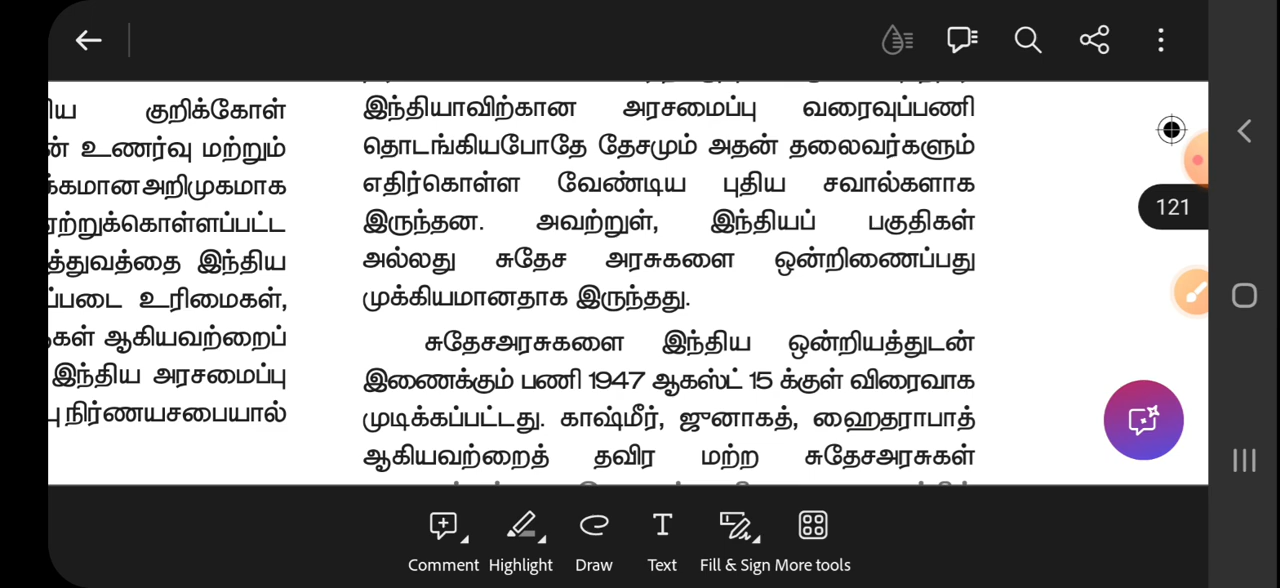 121
ய குறிக்கோள்
ன் உணர்வு மற்றும்
க்கமான அறிமுகமாக
ஏற்றுக்கொள்ளப்பட்ட
த்துவத்தை இந்திய
ப்படை உரிமைகள்,
கள் ஆகியவற்றைப்
இந்திய அரசமைப்பு
பு நிர்ணயசபையால்
இந்தியாவிற்கான அரசமைப்பு வரைவுப்பணி
தொடங்கியபோதே தேசமும் அதன் தலைவர்களும்
எதிர்கொள்ள வேண்டிய புதிய சவால்களாக
இருந்தன. அவற்றுள், இந்தியப் பகுதிகள்
அல்லது சுதேச அரசுகளை ஒன்றிணைப்பது
முக்கியமானதாக இருந்தது.
சுதேசஅரசுகளை இந்திய ஒன்றியத்துடன்
இணைக்கும் பணி 1947 ஆகஸ்ட் 15 க்குள் விரைவாக
முடிக்கப்பட்டது. காஷ்மீர், ஜுனாகத், ஹைதராபாத்
ஆகியவற்றைத் தவிர மற்ற சுதேசஅரசுகள்
Comment Highlight Draw Text Fill & Sign More tools